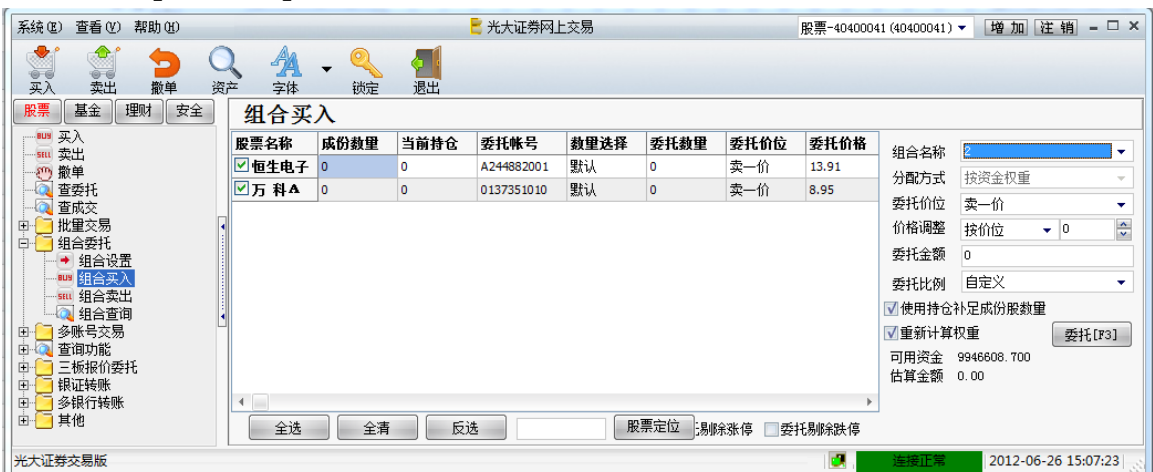 系统(E) 查看(V) 帮助(H) 光大证券网上交易 股票-40400041 (40400041) 增 加 注 销
买入 卖出 撤单 资产 字体 锁定 退出
股票 基金 理财 安全
买入
卖出
撤单
查委托
查成交
批量交易
组合委托
组合设置
组合买入
组合卖出
组合查询
多账号交易
查询功能
三板报价委托
银证转账
多银行转账
其他
组合买入
股票名称 成份数量 当前持仓 委托帐号 数量选择 委托数量 委托价位 委托价格
恒生电子 0 0 A244882001 默认 0 卖一价 13.91
万 科A 0 0 0137351010 默认 0 卖一价 8.95
组合名称 2
分配方式 按资金权重
委托价位 卖一价
价格调整 按价位 0
委托金额 0
委托比例 自定义
使用持仓补足成份股数量
重新计算权重 委托[F3]
可用资金 9946608.700
估算金额 0.00
全选 全清 反选 股票定位 剔除涨停 委托剔除跌停
光大证券交易版 连接正常 2012-06-26 15:07:23